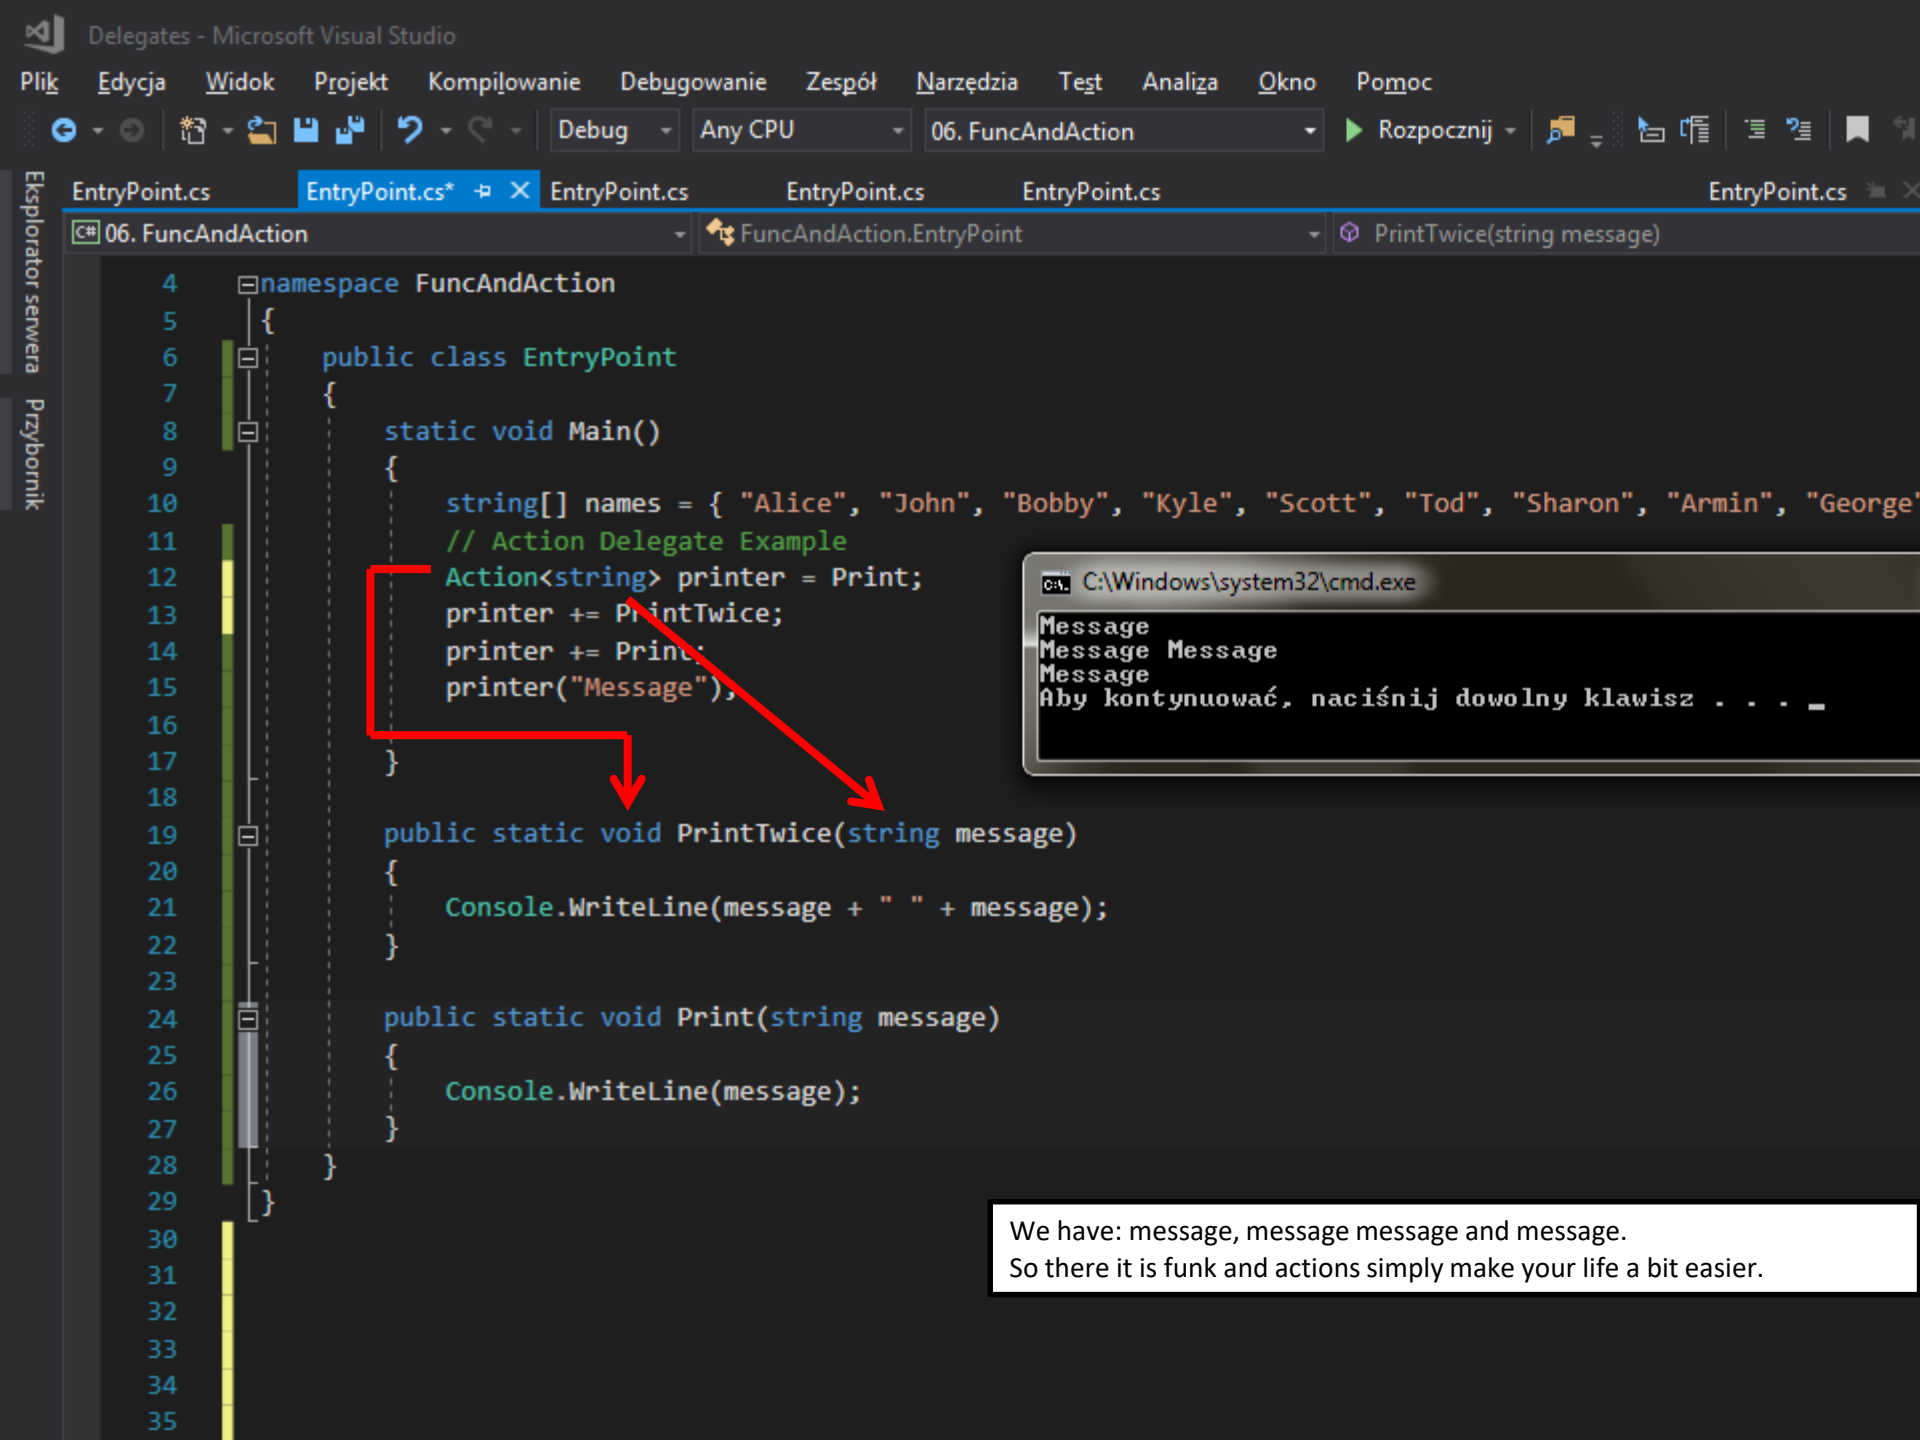 Delegates - Microsoft Visual Studio
Plik Edycja Widok Projekt Kompilowanie Debugowanie Zespół Narzędzia Test Analiza Okno Pomoc
Debug Any CPU 06. FuncAndAction Rozpocznij
EntryPoint.cs EntryPoint.cs* EntryPoint.cs EntryPoint.cs EntryPoint.cs EntryPoint.cs
C# 06. FuncAndAction FuncAndAction.EntryPoint PrintTwice(string message)
Eksplorator serwera
Przybornik
4 namespace FuncAndAction
5 {
6 public class EntryPoint
7 {
8 static void Main()
9 {
10 string[] names = { "Alice", "John", "Bobby", "Kyle", "Scott", "Tod", "Sharon", "Armin", "George"
11 // Action Delegate Example
12 Action<string> printer = Print;
13 printer += PrintTwice;
14 printer += Print;
15 printer("Message");
16
17 }
18
19 public static void PrintTwice(string message)
20 {
21 Console.WriteLine(message + " " + message);
22 }
23
24 public static void Print(string message)
25 {
26 Console.WriteLine(message);
27 }
28 }
29 }
30
31
32
33
34
35
C:\Windows\system32\cmd.exe
Message
Message Message
Message
Aby kontynuować, naciśnij dowolny klawisz . . . _
We have: message, message message and message.
So there it is funk and actions simply make your life a bit easier.